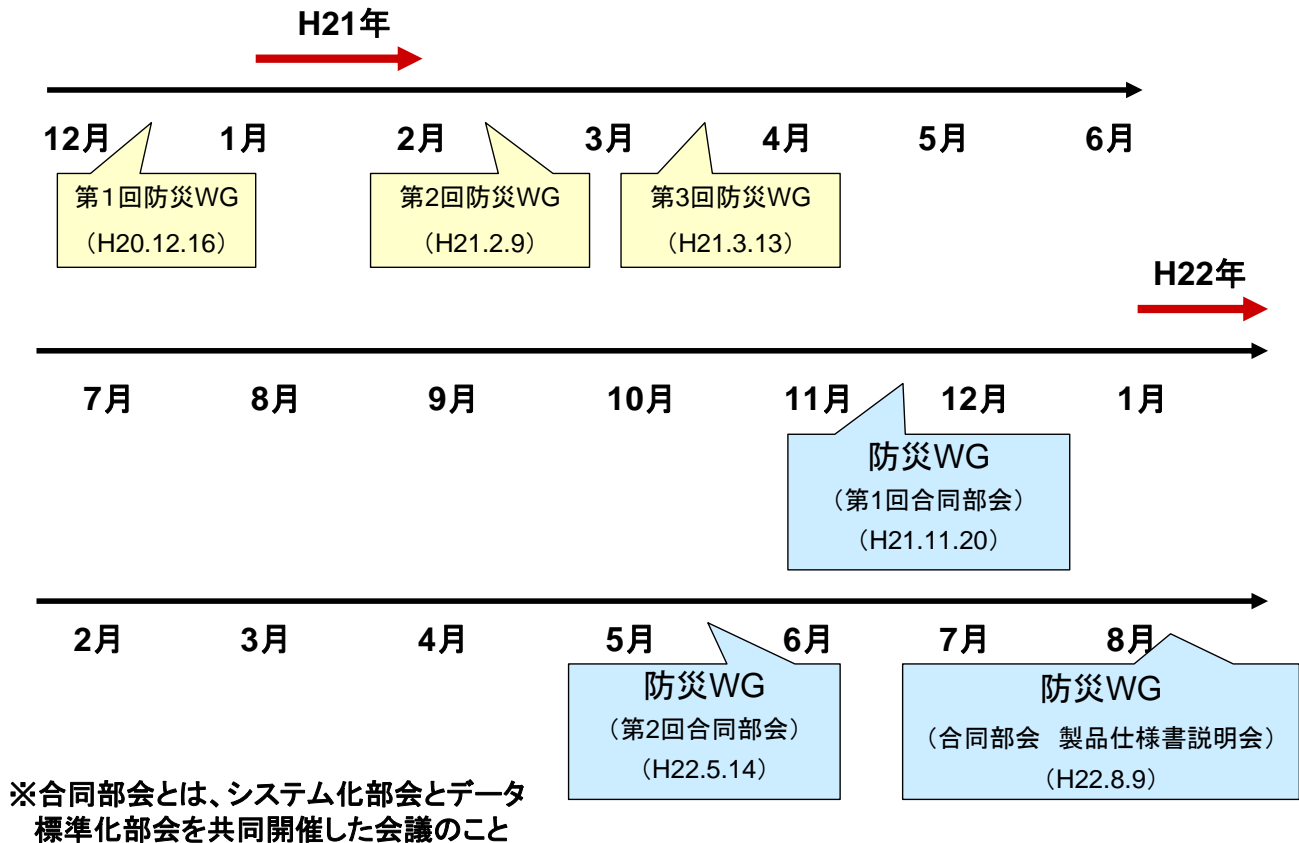 H21年
12月 1月 2月 3月 4月 5月 6月
第1回防災WG
（H20.12.16）
第2回防災WG
（H21.2.9）
第3回防災WG
（H21.3.13）
H22年
7月 8月 9月 10月 11月 12月 1月
防災WG
（第1回合同部会）
（H21.11.20）
2月 3月 4月 5月 6月 7月 8月
防災WG
（第2回合同部会）
（H22.5.14）
防災WG
（合同部会　製品仕様書説明会）
（H22.8.9）
※合同部会とは、システム化部会とデータ
標準化部会を共同開催した会議のこと